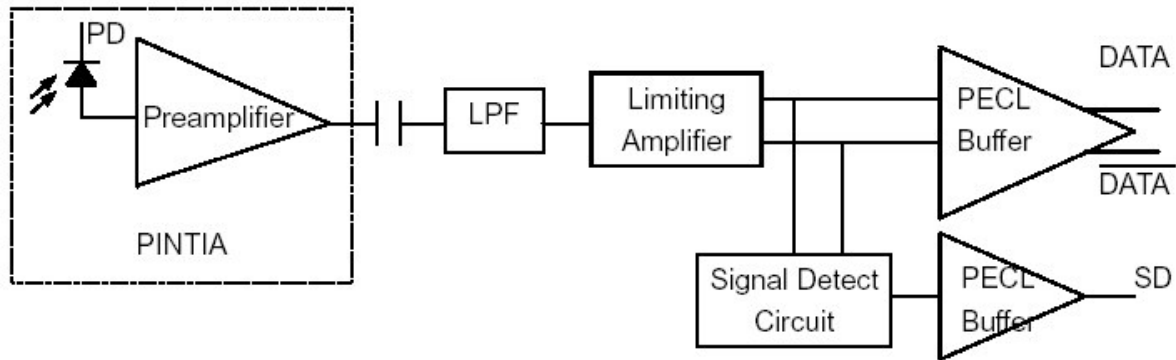 PD
Preamplifier
PINTIA
LPF
Limiting
Amplifier
PECL
Buffer
DATA
DATA
Signal Detect
Circuit
PECL
Buffer
SD